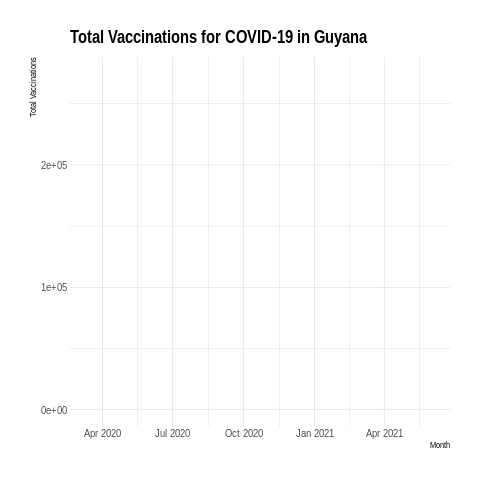 Total Vaccinations for COVID-19 in Guyana
Total Vaccinations
2e+05
1e+05
0e+00
Apr 2020 Jul 2020 Oct 2020 Jan 2021 Apr 2021
Month